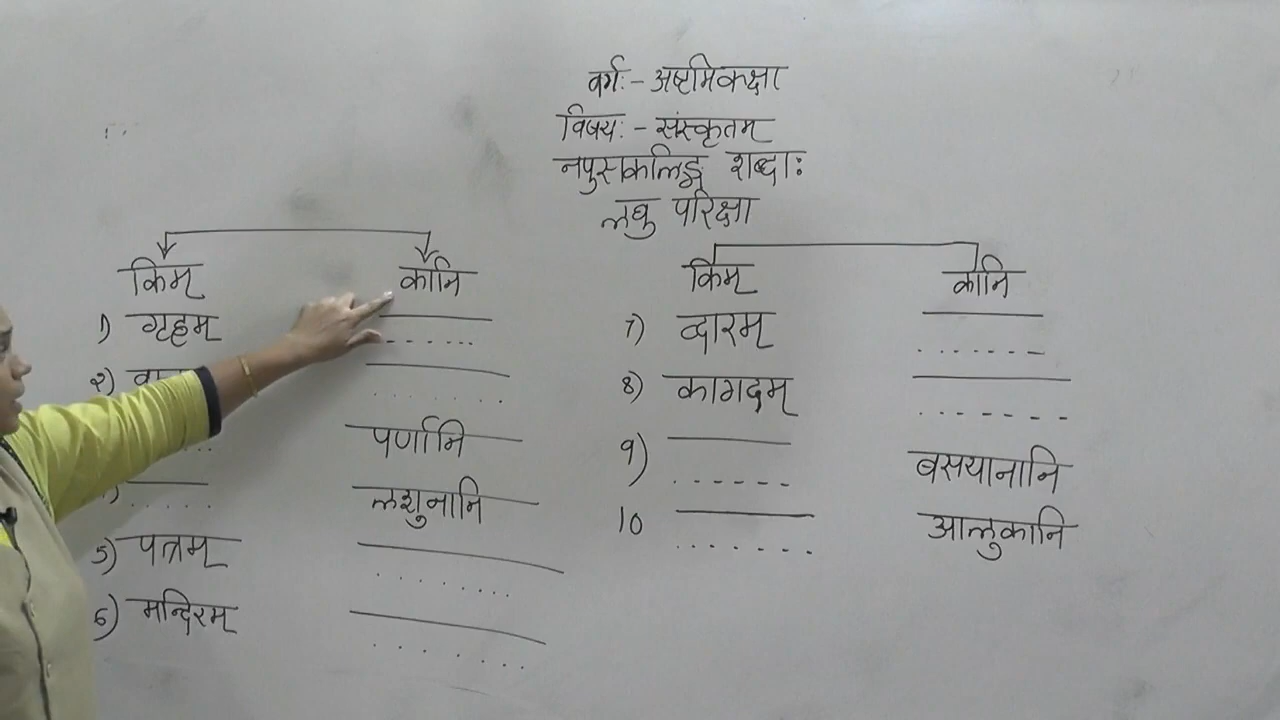 वर्गः - अष्टमिकक्षा
विषयः - संस्कृतम्
नपुसकलिङ्ग शब्दाः
लघु परिक्षा
किम् कानि
1) गृहम्
२)
पर्णानि
लशुनानि
5) पत्रम्
6) मन्दिरम्
किम् कानि
7) द्वारम्
8) कागदम्
9) बसयानानि
10 आलुकानि